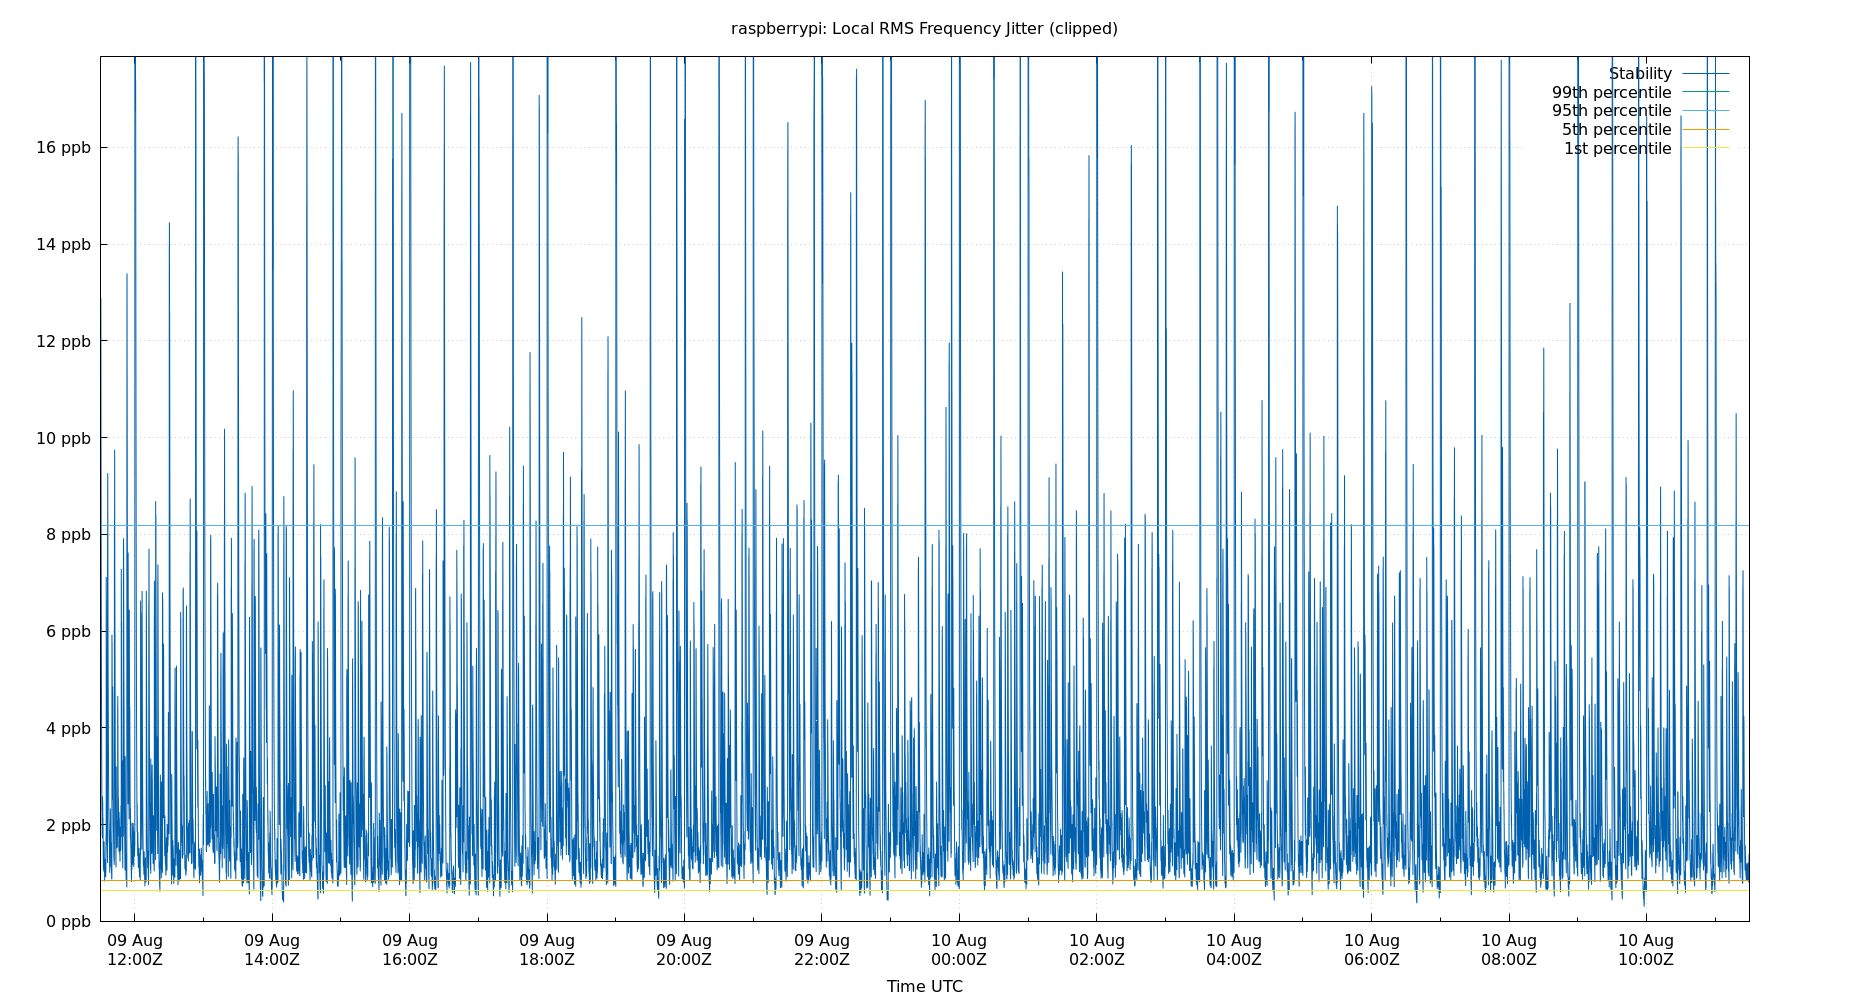 raspberrypi: Local RMS Frequency Jitter (clipped)
Stability
99th percentile
95th percentile
5th percentile
1st percentile
16 ppb
14 ppb
12 ppb
10 ppb
8 ppb
6 ppb
4 ppb
2 ppb
0 ppb
09 Aug 09 Aug 09 Aug 09 Aug 09 Aug 09 Aug 10 Aug 10 Aug 10 Aug 10 Aug 10 Aug 10 Aug
12:00Z 14:00Z 16:00Z 18:00Z 20:00Z 22:00Z 00:00Z 02:00Z 04:00Z 06:00Z 08:00Z 10:00Z
Time UTC